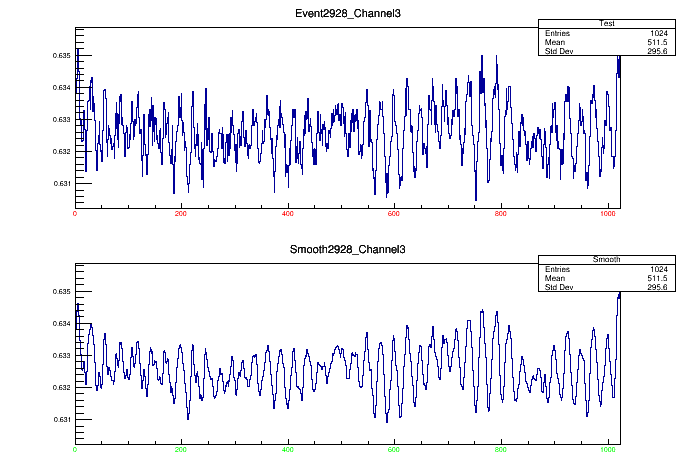 Event2928_Channel3
Test
Entries 1024
Mean 511.5
Std Dev 295.6
0.635
0.634
0.633
0.632
0.631
0 200 400 600 800 1000
Smooth2928_Channel3
Smooth
Entries 1024
Mean 511.5
Std Dev 295.6
0.635
0.634
0.633
0.632
0.631
0 200 400 600 800 1000